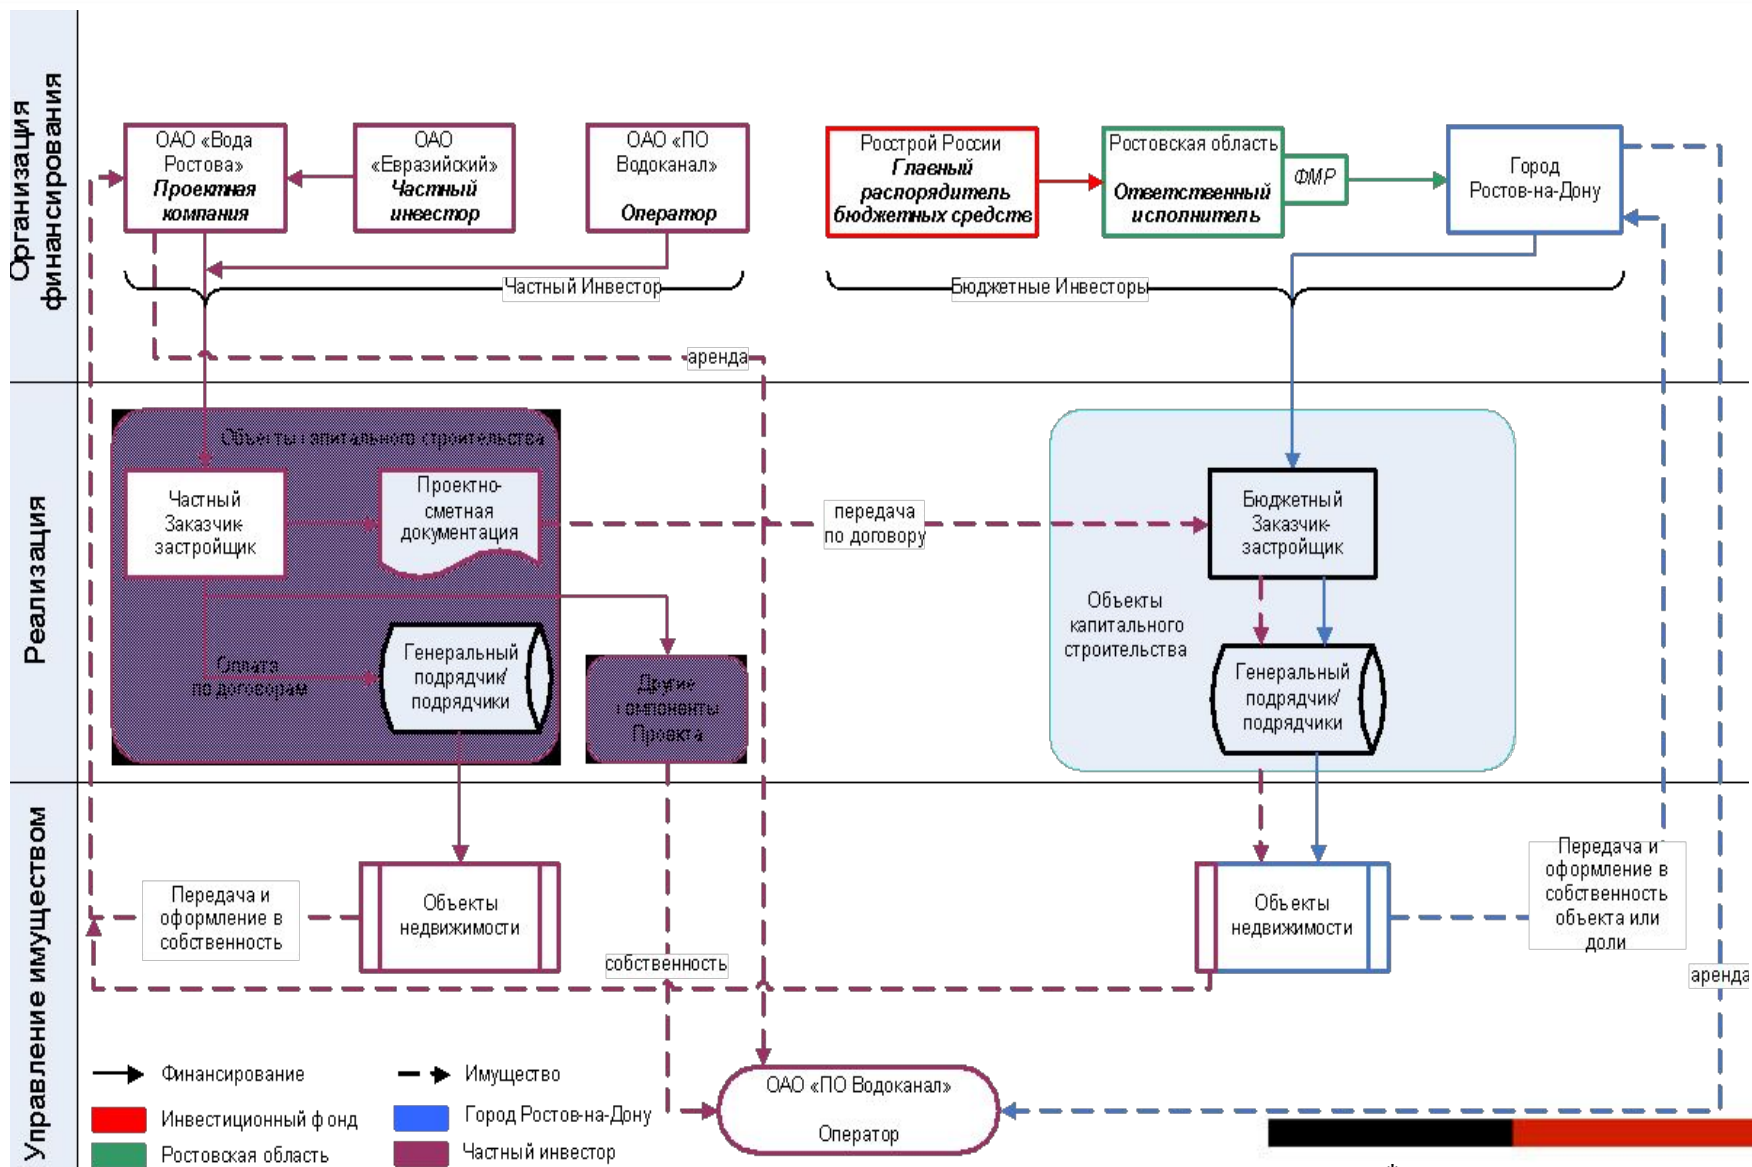 Организация
финансирования
ОАО «Вода
Ростова»
Проектная
компания
ОАО
«Евразийский»
Частный
инвестор
ОАО «ПО
Водоканал»
Оператор
Росстрой России
Главный
распорядитель
бюджетных средств
Ростовская область
Ответственный
исполнитель
ФМР
Город
Ростов-на-Дону
Частный Инвестор
Бюджетные Инвесторы
аренда
Реализация
Объекты капитального строительства
Частный
Заказчик-
застройщик
Проектно-
сметная
документация
передача
по договору
Бюджетный
Заказчик-
застройщик
Объекты
капитального
строительства
Оплата
по договорам
Генеральный
подрядчик/
подрядчики
Другие
компоненты
Проекта
Генеральный
подрядчик/
подрядчики
Управление имуществом
Передача и
оформление в
собственность
Объекты
недвижимости
собственность
Объекты
недвижимости
Передача и
оформление в
собственность
объекта или
доли
аренда
Финансирование
Имущество
Инвестиционный фонд
Город Ростов-на-Дону
Ростовская область
Частный инвестор
ОАО «ПО Водоканал»
Оператор
*